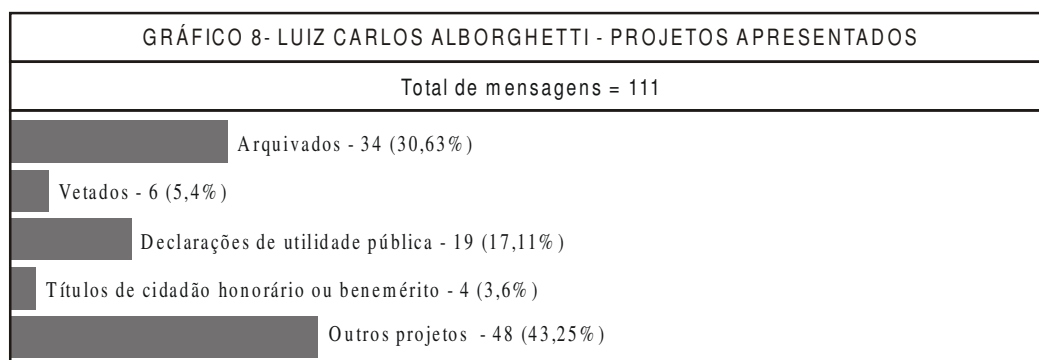 GRÁFICO 8- LUIZ CARLOS ALBORGHETTI - PROJETOS APRESENTADOS
Total de mensagens = 111
Arquivados - 34 (30,63%)
Vetados - 6 (5,4%)
Declarações de utilidade pública - 19 (17,11%)
Títulos de cidadão honorário ou benemérito - 4 (3,6%)
Outros projetos - 48 (43,25%)